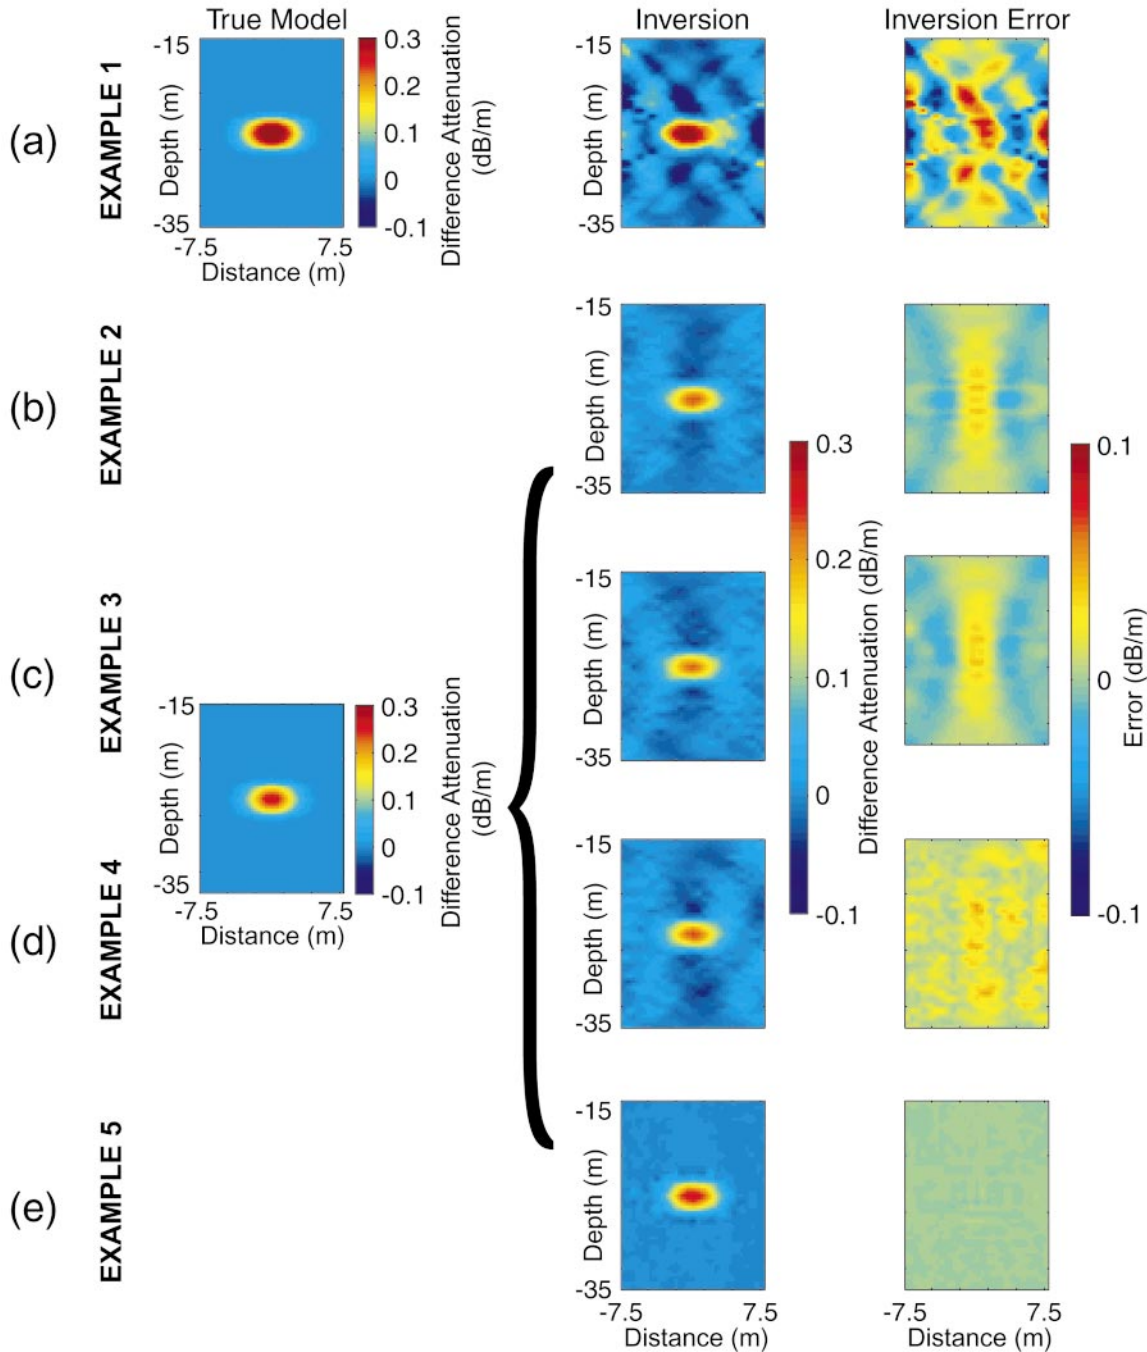 True Model
Inversion
Inversion Error
(a)
EXAMPLE 1
-15
Depth (m)
-35
-7.5
7.5
Distance (m)
0.3
0.2
0.1
0
-0.1
Difference Attenuation
(dB/m)
-15
Depth (m)
-35
(b)
EXAMPLE 2
-15
Depth (m)
-35
(c)
EXAMPLE 3
-15
Depth (m)
-35
-15
Depth (m)
-35
-7.5
7.5
Distance (m)
0.3
0.2
0.1
0
-0.1
Difference Attenuation
(dB/m)
0.3
0.2
0.1
0
-0.1
Difference Attenuation (dB/m)
0.1
0
-0.1
Error (dB/m)
(d)
EXAMPLE 4
-15
Depth (m)
-35
(e)
EXAMPLE 5
-15
Depth (m)
-35
-7.5
7.5
Distance (m)
-7.5
7.5
Distance (m)